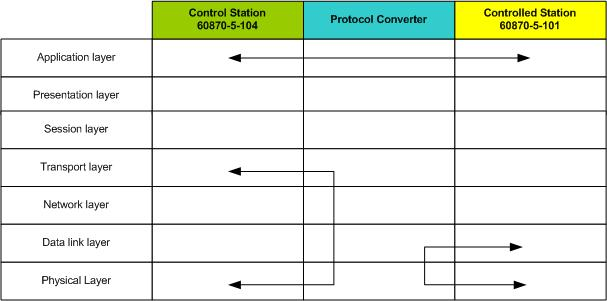 Control Station
60870-5-104
Protocol Converter
Controlled Station
60870-5-101
Application layer
Presentation layer
Session layer
Transport layer
Network layer
Data link layer
Physical Layer